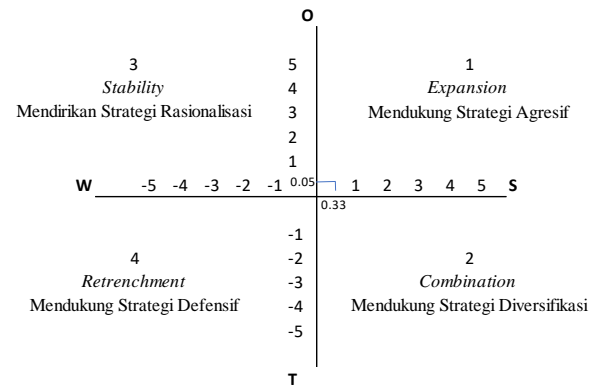 O
3
Stability
Mendirikan Strategi Rasionalisasi
5
4
3
2
1
1
Expansion
Mendukung Strategi Agresif
W -5 -4 -3 -2 -1 0.05 1 2 3 4 5 S
0.33
4
Retrenchment
Mendukung Strategi Defensif
-1
-2
-3
-4
-5
2
Combination
Mendukung Strategi Diversifikasi
T